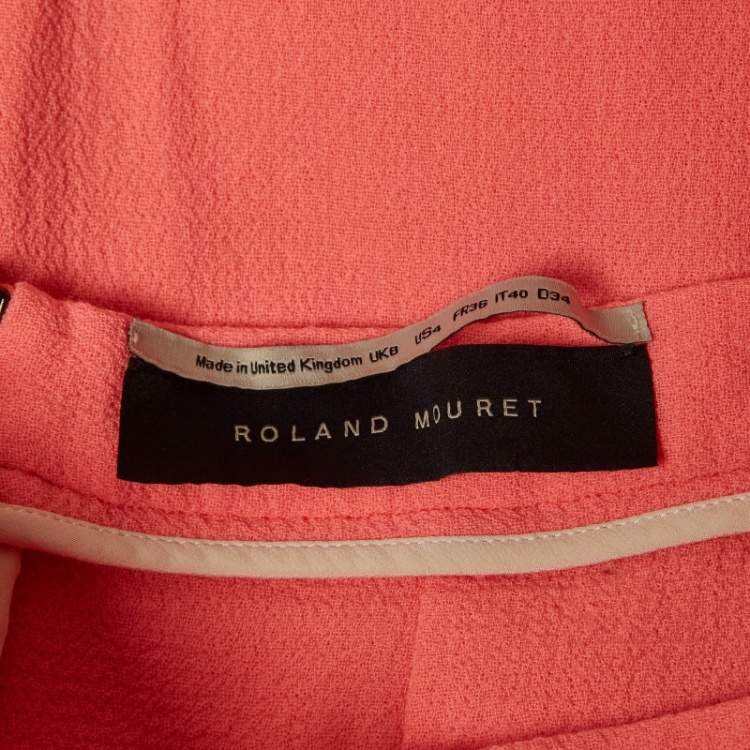 Made in United Kingdom UK8 US4 FR36 IT40 D34
ROLAND MOURET